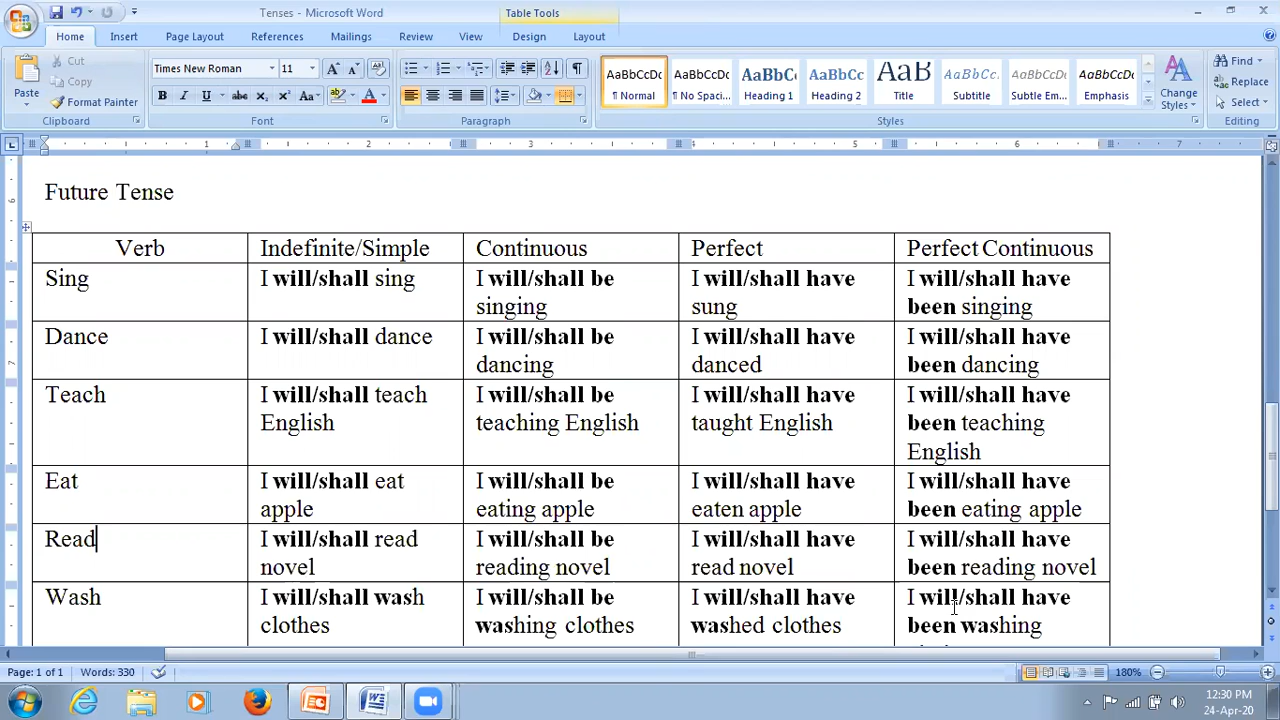 Tenses - Microsoft Word
Table Tools
Home Insert Page Layout References Mailings Review View Design Layout
Paste
Cut
Copy
Format Painter
Clipboard
Times New Roman 11
Font
Paragraph
AaBbCcDc ¶ Normal
AaBbCcDc ¶ No Spaci...
AaBbC Heading 1
AaBbCc Heading 2
AaB Title
AaBbCc. Subtitle
AaBbCcDc Subtle Em...
AaBbCcDc Emphasis
Change Styles
Styles
Find
Replace
Select
Editing
1 2 3 4 5 6 7
Future Tense
Verb Indefinite/Simple Continuous Perfect Perfect Continuous
Sing I will/shall sing I will/shall be I will/shall have I will/shall have
singing sung been singing
Dance I will/shall dance I will/shall be I will/shall have I will/shall have
dancing danced been dancing
Teach I will/shall teach I will/shall be I will/shall have I will/shall have
English teaching English taught English been teaching
English
Eat I will/shall eat I will/shall be I will/shall have I will/shall have
apple eating apple eaten apple been eating apple
Read I will/shall read I will/shall be I will/shall have I will/shall have
novel reading novel read novel been reading novel
Wash I will/shall wash I will/shall be I will/shall have I will/shall have
clothes washing clothes washed clothes been washing
Page: 1 of 1 Words: 330 180%
12:30 PM
24-Apr-20